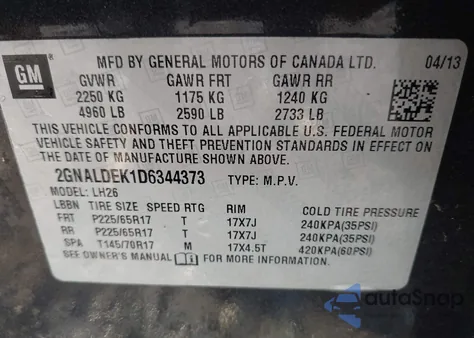 GM
MFD BY GENERAL MOTORS OF CANADA LTD. 04/13
GVWR GAWR FRT GAWR RR
2250 KG 1175 KG 1240 KG
4960 LB 2590 LB 2733 LB
THIS VEHICLE CONFORMS TO ALL APPLICABLE U.S. FEDERAL MOTOR
VEHICLE SAFETY AND THEFT PREVENTION STANDARDS IN EFFECT ON
THE DATE OF MANUFACTURE SHOWN ABOVE.
2GNALDEK1D6344373 TYPE: M.P.V.
MODEL: LH26
LBBN TIRE SIZE SPEED RTG RIM COLD TIRE PRESSURE
FRT P225/65R17 T 17X7J 240KPA(35PSI)
RR P225/65R17 T 17X7J 240KPA(35PSI)
SPA T145/70R17 M 17X4.5T 420KPA(60PSI)
SEE OWNER'S MANUAL FOR MORE INFORMATION.
autoSnap